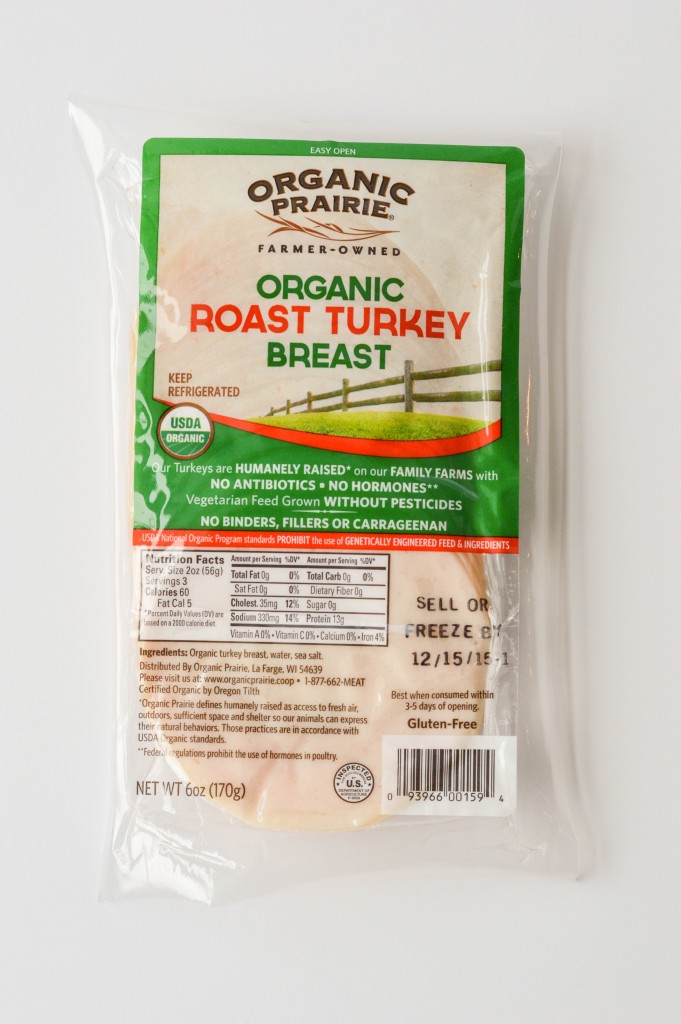 EASY OPEN
ORGANIC
PRAIRIE®
FARMER-OWNED
ORGANIC
ROAST TURKEY
BREAST
KEEP
REFRIGERATED
USDA
ORGANIC
Our Turkeys are HUMANELY RAISED* on our FAMILY FARMS with
NO ANTIBIOTICS • NO HORMONES**
Vegetarian Feed Grown WITHOUT PESTICIDES
NO BINDERS, FILLERS OR CARRAGEENAN
USDA National Organic Program standards PROHIBIT the use of GENETICALLY ENGINEERED FEED & INGREDIENTS
Nutrition Facts
Serv. Size 2oz (56g)
Servings 3
Calories 60
Fat Cal 5
*Percent Daily Values (DV) are
based on a 2000 calorie diet.
Amount per Serving %DV* Amount per Serving %DV*
Total Fat 0g 0% Total Carb 0g 0%
Sat Fat 0g 0% Dietary Fiber 0g
Cholest. 35mg 12% Sugar 0g
Sodium 330mg 14% Protein 13g
Vitamin A 0% • Vitamin C 0% • Calcium 0% • Iron 4%
SELL OR
FREEZE BY
12/15/15-1
Ingredients: Organic turkey breast, water, sea salt.
Distributed By Organic Prairie, La Farge, WI 54639
Please visit us at: www.organicprairie.coop • 1-877-662-MEAT
Certified Organic by Oregon Tilth
*Organic Prairie defines humanely raised as access to fresh air,
outdoors, sufficient space and shelter so our animals can express
their natural behaviors. Those practices are in accordance with
USDA Organic standards.
**Federal regulations prohibit the use of hormones in poultry.
Best when consumed within
3-5 days of opening.
Gluten-Free
NET WT 6oz (170g)
INSPECTED
U.S.
DEPARTMENT OF
AGRICULTURE
0 93966 00159 4